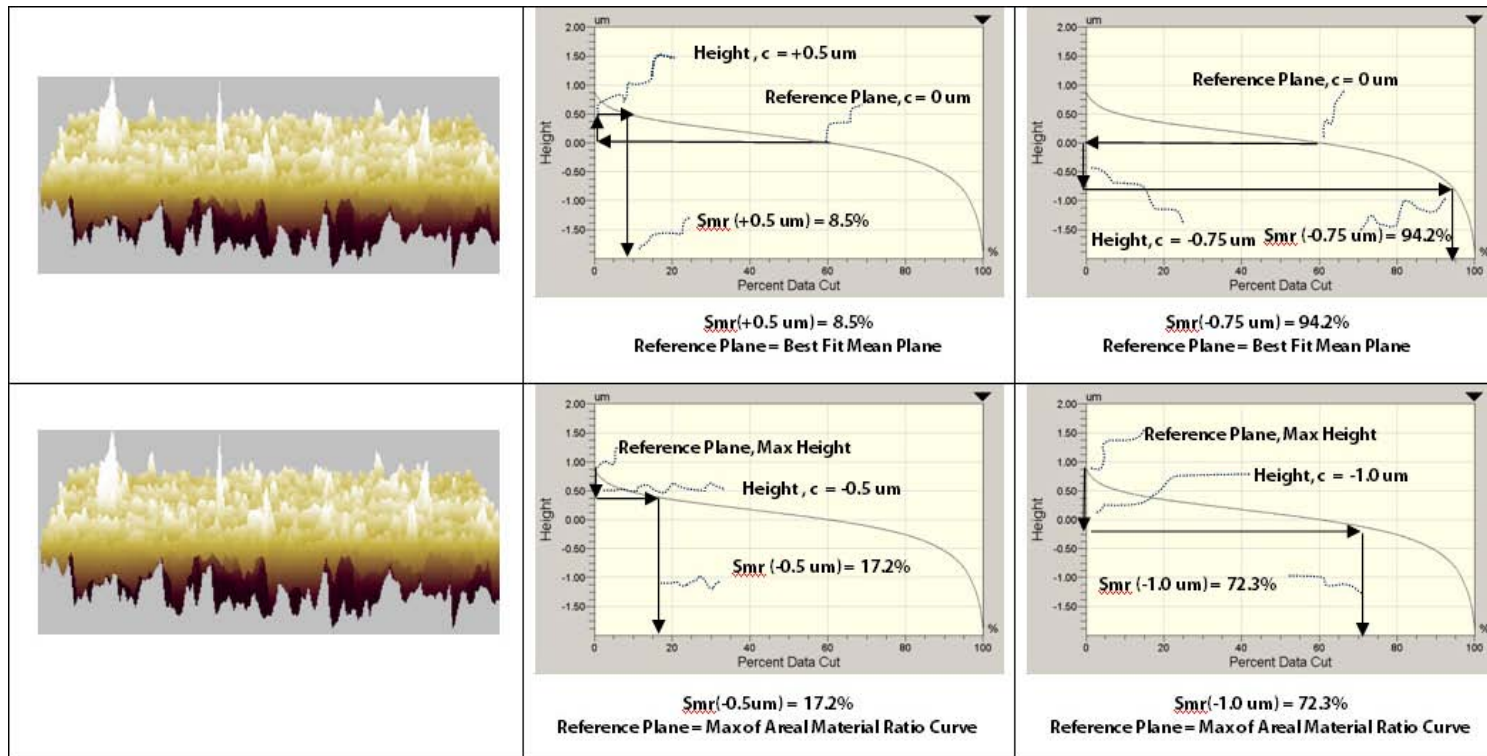 um
2.00
1.50
1.00
0.50
0.00
-0.50
-1.00
-1.50
Height
Height , c = +0.5 um
Reference Plane, c = 0 um
Smr (+0.5 um) = 8.5%
%
0 20 40 60 80 100
Percent Data Cut
Smr(+0.5 um) = 8.5%
Reference Plane = Best Fit Mean Plane
um
2.00
1.50
1.00
0.50
0.00
-0.50
-1.00
-1.50
Height
Reference Plane, c = 0 um
Height, c = -0.75 um
Smr (-0.75 um) = 94.2%
%
0 20 40 60 80 100
Percent Data Cut
Smr(-0.75 um) = 94.2%
Reference Plane = Best Fit Mean Plane
um
2.00
1.50
1.00
0.50
0.00
-0.50
-1.00
-1.50
Height
Reference Plane, Max Height
Height , c = -0.5 um
Smr (-0.5 um) = 17.2%
%
0 20 40 60 80 100
Percent Data Cut
Smr(-0.5um) = 17.2%
Reference Plane = Max of Areal Material Ratio Curve
um
2.00
1.50
1.00
0.50
0.00
-0.50
-1.00
-1.50
Height
Reference Plane, Max Height
Height, c = -1.0 um
Smr (-1.0 um) = 72.3%
%
0 20 40 60 80 100
Percent Data Cut
Smr(-1.0 um) = 72.3%
Reference Plane = Max of Areal Material Ratio Curve